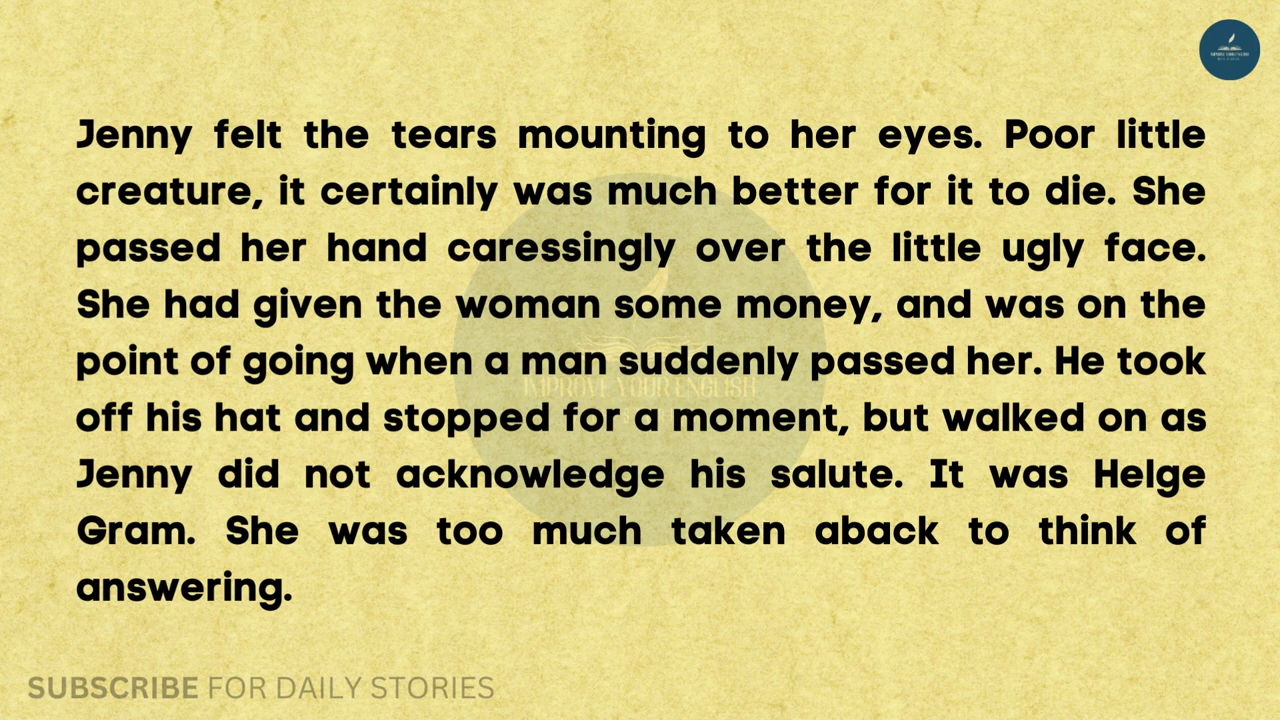 Jenny felt the tears mounting to her eyes. Poor little
creature, it certainly was much better for it to die. She
passed her hand caressingly over the little ugly face.
She had given the woman some money, and was on the
point of going when a man suddenly passed her. He took
off his hat and stopped for a moment, but walked on as
Jenny did not acknowledge his salute. It was Helge
Gram. She was too much taken aback to think of
answering.
IMPROVE YOUR ENGLISH
SUBSCRIBE FOR DAILY STORIES